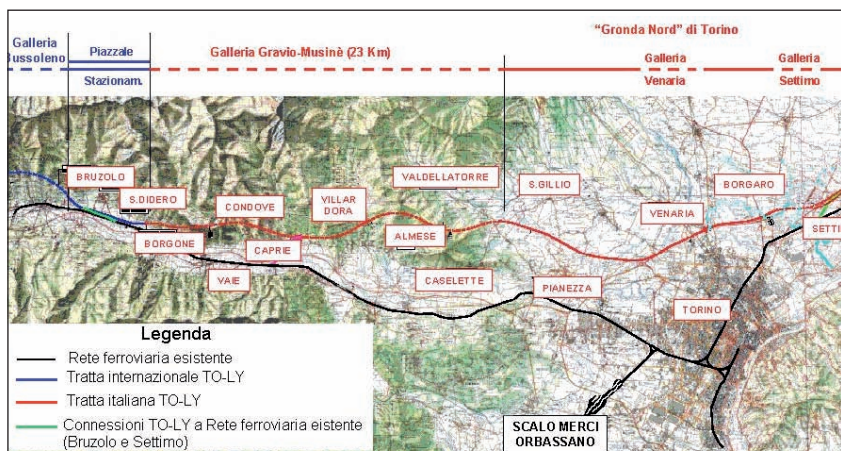 "Gronda Nord" di Torino
Galleria
Bussoleno
Piazzale
Stazionam.
Galleria Gravio-Musinè (23 Km)
Galleria
Venaria
Galleria
Settimo
BRUZOLO
S.DIDERO
CONDOVE
VILLAR
DORA
VALDELLATORRE
S.GILLIO
VENARIA
BORGARO
SETTI
BORGONE
CAPRIE
ALMESE
VAIE
CASELETTE
PIANEZZA
TORINO
Legenda
Rete ferroviaria esistente
Tratta internazionale TO-LY
Tratta italiana TO-LY
Connessioni TO-LY a Rete ferroviaria eistente
(Bruzolo e Settimo)
SCALO MERCI
ORBASSANO